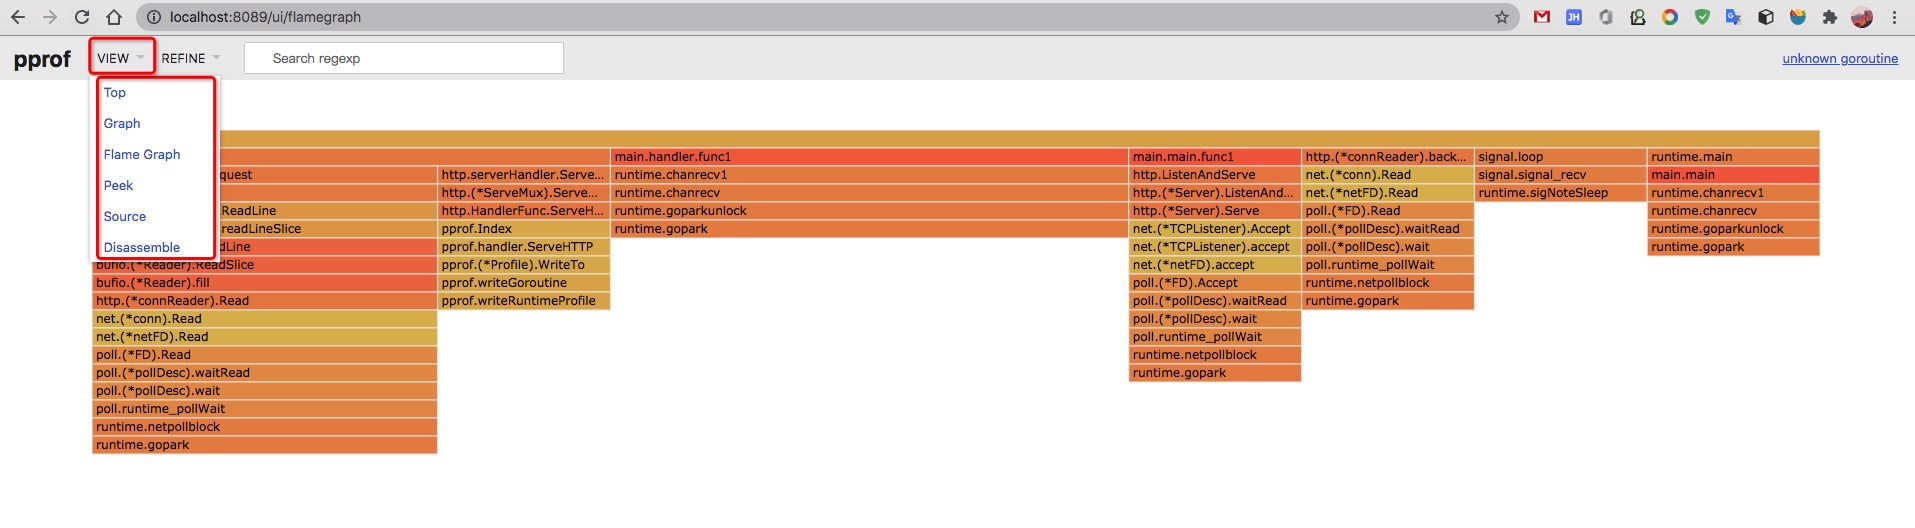 localhost:8089/ui/flamegraph
JH
pprof VIEW REFINE Search regexp unknown goroutine
Top
Graph
Flame Graph
Peek
Source
Disassemble
main.handler.func1 main.main.func1 http.(*connReader).back... signal.loop runtime.main
quest http.serverHandler.Serve... runtime.chanrecv1 http.ListenAndServe net.(*conn).Read signal.signal_recv main.main
http.(*ServeMux).Serve... runtime.chanrecv http.(*Server).ListenAnd... net.(*netFD).Read runtime.sigNoteSleep runtime.chanrecv1
ReadLine http.HandlerFunc.ServeH... runtime.goparkunlock http.(*Server).Serve poll.(*FD).Read runtime.chanrecv
readLineSlice pprof.Index runtime.gopark net.(*TCPListener).Accept poll.(*pollDesc).waitRead runtime.goparkunlock
dLine pprof.handler.ServeHTTP net.(*TCPListener).accept poll.(*pollDesc).wait runtime.gopark
bufio.(*Reader).ReadSlice pprof.(*Profile).WriteTo net.(*netFD).accept poll.runtime_pollWait
bufio.(*Reader).fill pprof.writeGoroutine poll.(*FD).Accept runtime.netpollblock
http.(*connReader).Read pprof.writeRuntimeProfile poll.(*pollDesc).waitRead runtime.gopark
net.(*conn).Read poll.(*pollDesc).wait
net.(*netFD).Read poll.runtime_pollWait
poll.(*FD).Read runtime.netpollblock
poll.(*pollDesc).waitRead runtime.gopark
poll.(*pollDesc).wait
poll.runtime_pollWait
runtime.netpollblock
runtime.gopark